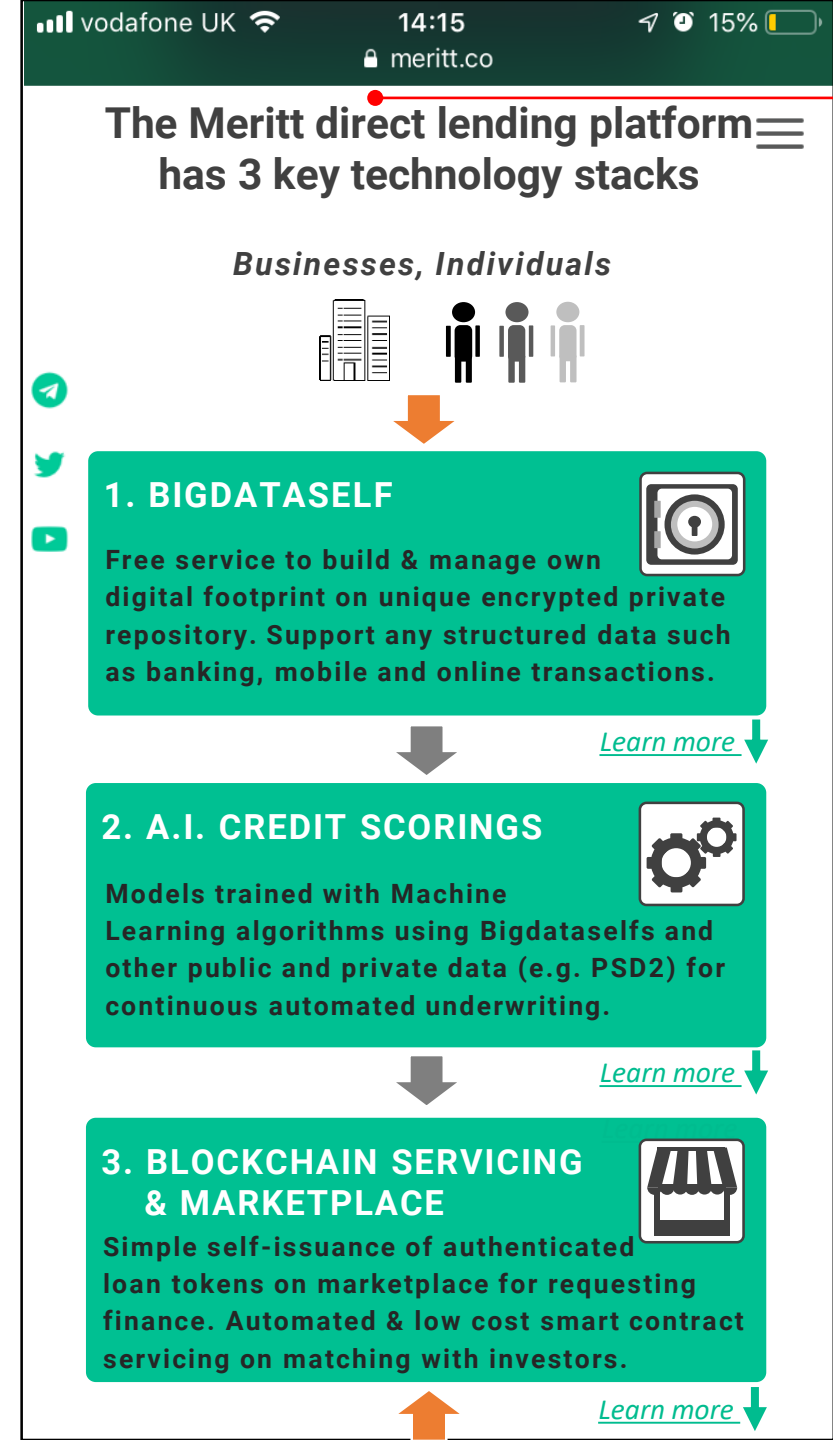 vodafone UK 14:15 15%
meritt.co
The Meritt direct lending platform
has 3 key technology stacks
Businesses, Individuals
1. BIGDATASELF
Free service to build & manage own
digital footprint on unique encrypted private
repository. Support any structured data such
as banking, mobile and online transactions.
Learn more
2. A.I. CREDIT SCORINGS
Models trained with Machine
Learning algorithms using Bigdataselfs and
other public and private data (e.g. PSD2) for
continuous automated underwriting.
Learn more
3. BLOCKCHAIN SERVICING
& MARKETPLACE
Simple self-issuance of authenticated
loan tokens on marketplace for requesting
finance. Automated & low cost smart contract
servicing on matching with investors.
Learn more